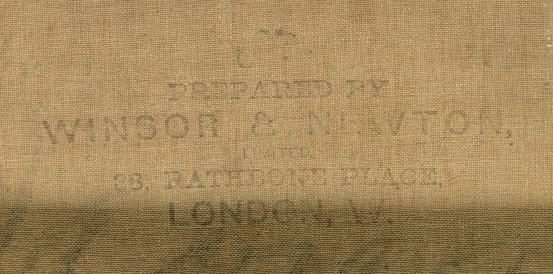 PREPARED BY
WINSOR & NEWTON,
LIMITED,
38, RATHBONE PLACE,
LONDON, W.